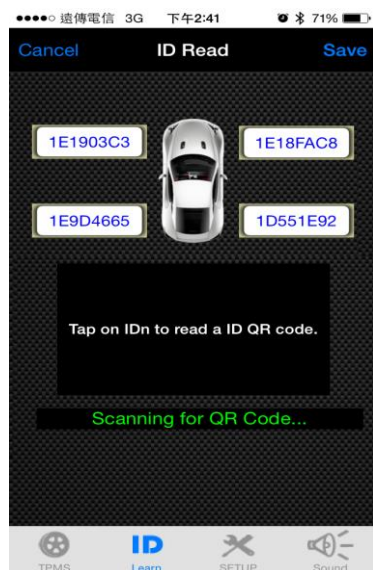 遠傳電信 3G 下午2:41 71%
Cancel ID Read Save
1E1903C3 1E18FAC8
1E9D4665 1D551E92
Tap on IDn to read a ID QR code.
Scanning for QR Code...
ID
TPMS Learn SETUP Sound